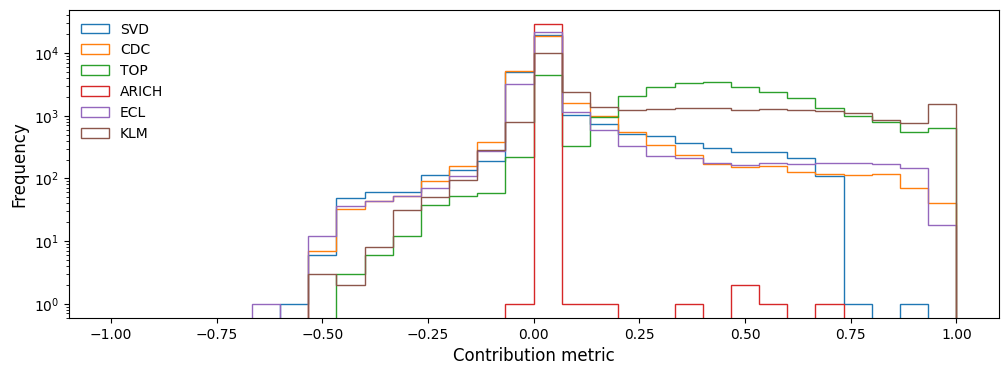 SVD
CDC
TOP
ARICH
ECL
KLM
10⁴
10³
10²
10¹
10⁰
Frequency
−1.00 −0.75 −0.50 −0.25 0.00 0.25 0.50 0.75 1.00
Contribution metric